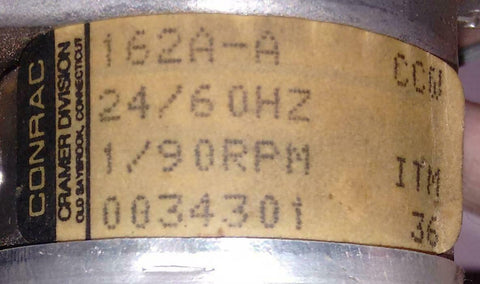 CONRAC
CRAMER DIVISION
OLD SAYBROOK, CONNECTICUT
162A-A
CCW
24/60HZ
1/90RPM
ITM
0034301
36